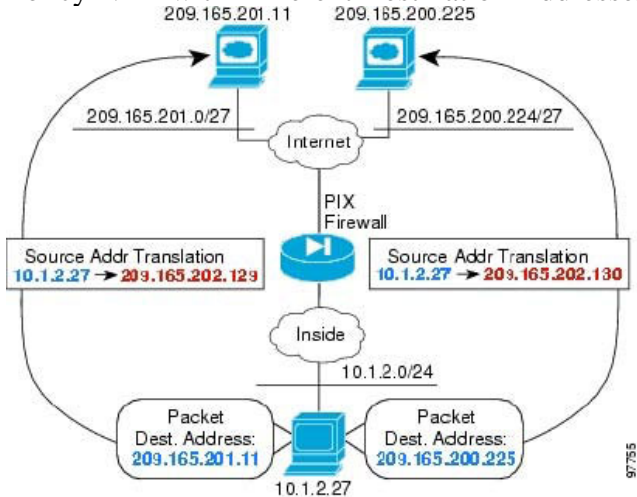 209.165.201.11
209.165.200.225
209.165.201.0/27
209.165.200.224/27
Internet
PIX
Firewall
Source Addr Translation
10.1.2.27 → 209.165.202.129
Source Addr Translation
10.1.2.27 → 209.165.202.130
Inside
10.1.2.0/24
Packet
Dest. Address:
209.165.201.11
Packet
Dest. Address:
209.165.200.225
10.1.2.27
97755